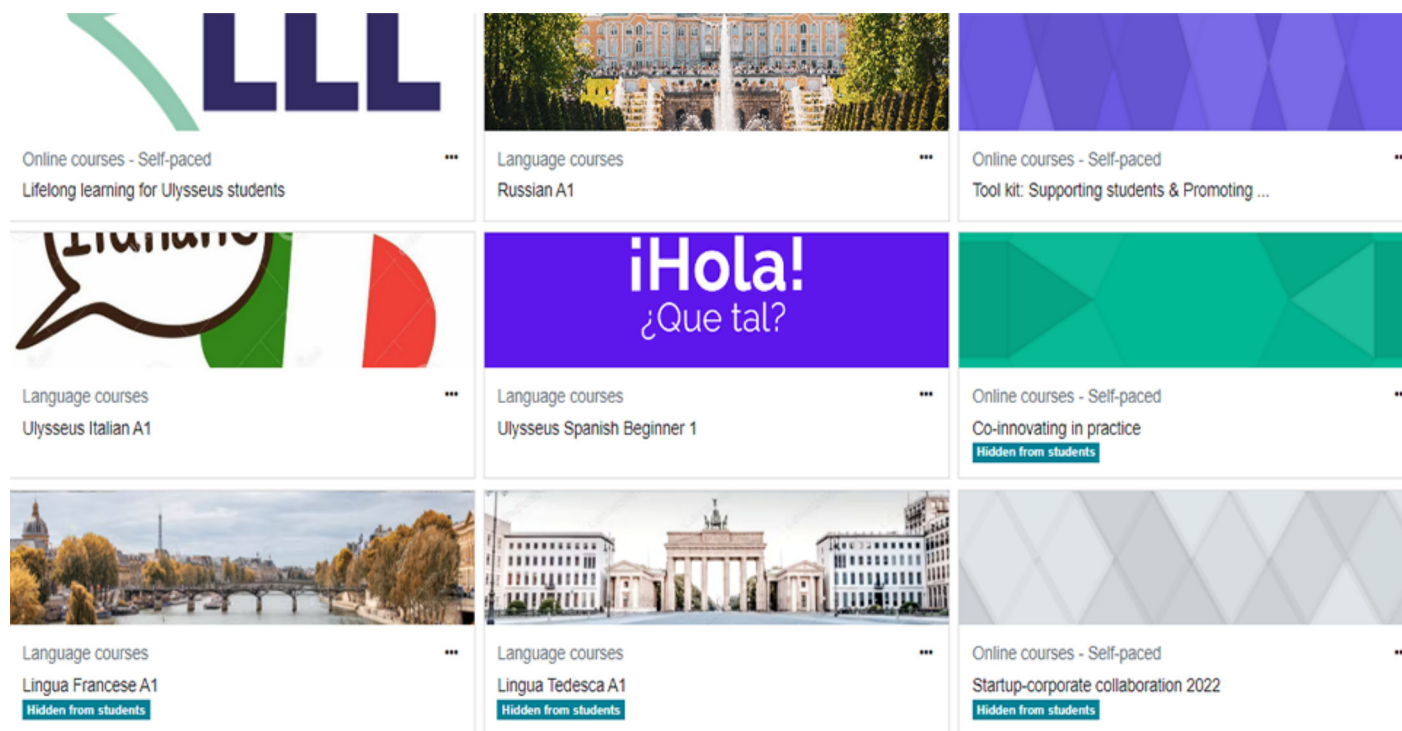 LLL
Online courses - Self-paced
Lifelong learning for Ulysseus students
Language courses
Russian A1
Online courses - Self-paced
Tool kit: Supporting students & Promoting ...
Italiano
Language courses
Ulysseus Italian A1
¡Hola!
¿Que tal?
Language courses
Ulysseus Spanish Beginner 1
Online courses - Self-paced
Co-innovating in practice
Hidden from students
Language courses
Lingua Francese A1
Hidden from students
Language courses
Lingua Tedesca A1
Hidden from students
Online courses - Self-paced
Startup-corporate collaboration 2022
Hidden from students